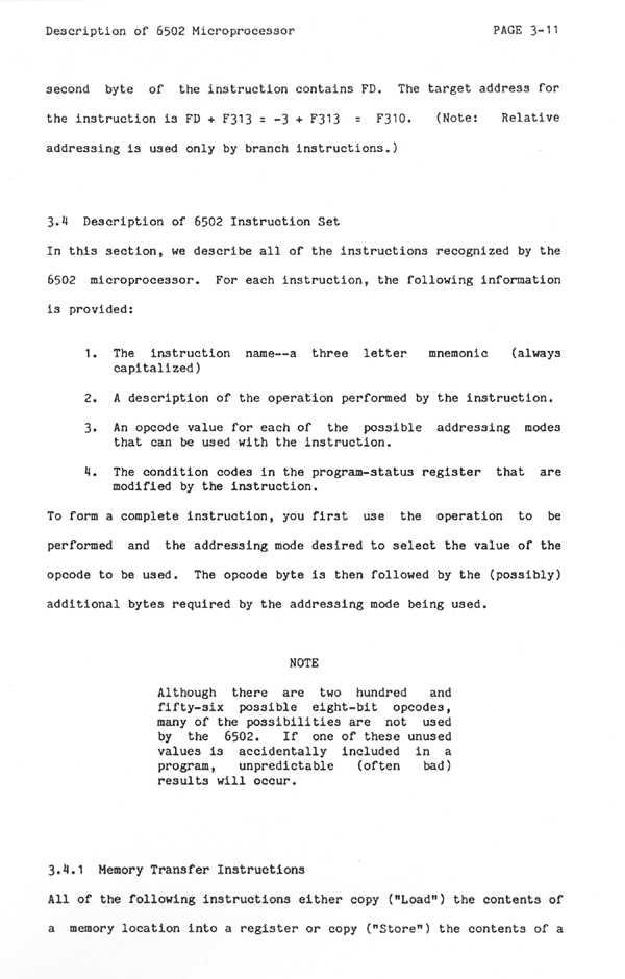 Description of 6502 Microprocessor PAGE 3-11
second byte of the instruction contains FD. The target address for
the instruction is FD + F313 = -3 + F313 = F310. (Note: Relative
addressing is used only by branch instructions.)
3.4 Description of 6502 Instruction Set
In this section, we describe all of the instructions recognized by the
6502 microprocessor. For each instruction, the following information
is provided:
1. The instruction name--a three letter mnemonic (always
capitalized)
2. A description of the operation performed by the instruction.
3. An opcode value for each of the possible addressing modes
that can be used with the instruction.
4. The condition codes in the program-status register that are
modified by the instruction.
To form a complete instruction, you first use the operation to be
performed and the addressing mode desired to select the value of the
opcode to be used. The opcode byte is then followed by the (possibly)
additional bytes required by the addressing mode being used.
NOTE
Although there are two hundred and
fifty-six possible eight-bit opcodes,
many of the possibilities are not used
by the 6502. If one of these unused
values is accidentally included in a
program, unpredictable (often bad)
results will occur.
3.4.1 Memory Transfer Instructions
All of the following instructions either copy ("Load") the contents of
a memory location into a register or copy ("Store") the contents of a